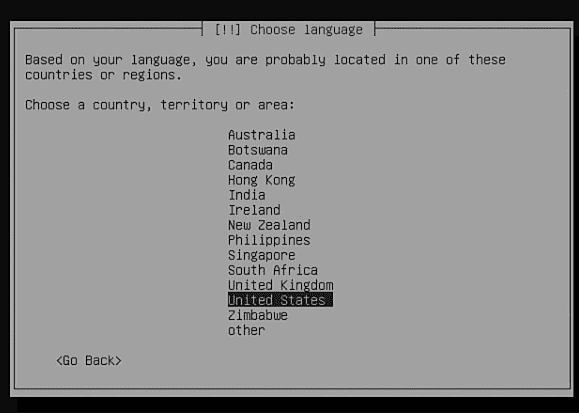 [!!] Choose language
Based on your language, you are probably located in one of these
countries or regions.
Choose a country, territory or area:
Australia
Botswana
Canada
Hong Kong
India
Ireland
New Zealand
Philippines
Singapore
South Africa
United Kingdom
United States
Zimbabwe
other
<Go Back>